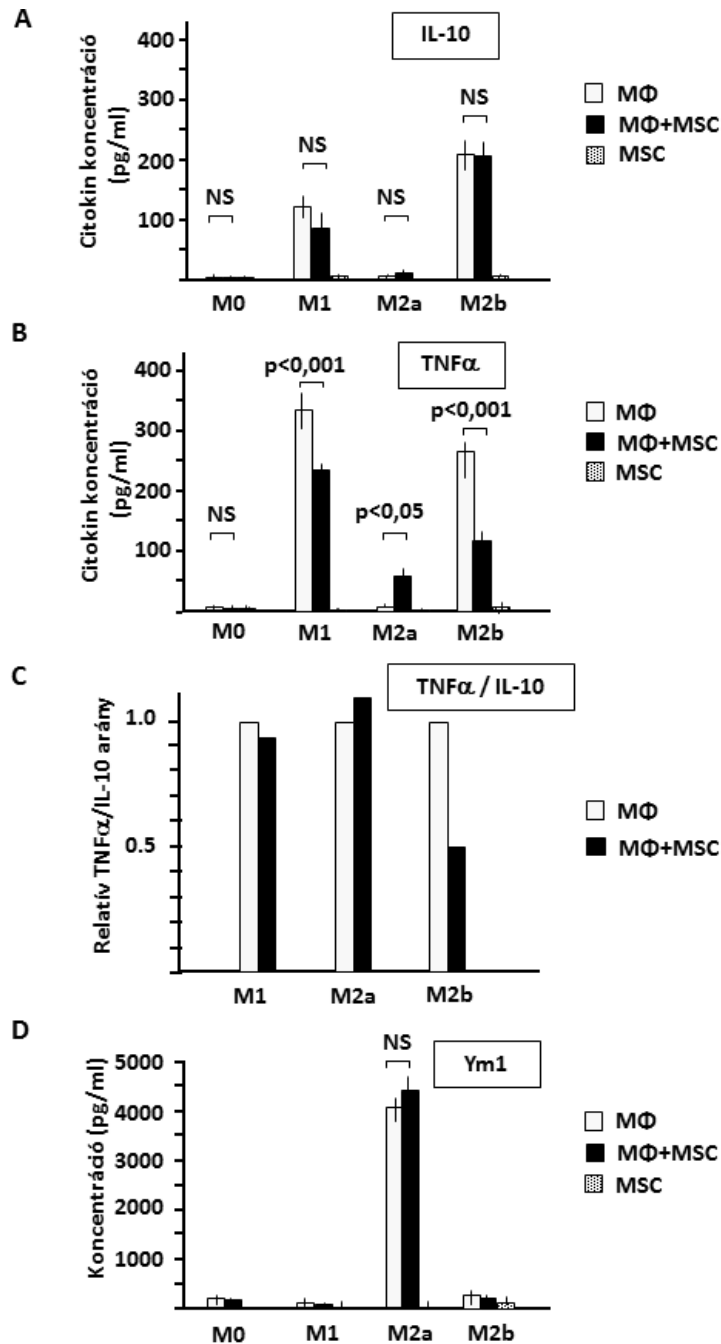 A
IL-10
Citokin koncentráció
(pg/ml)
400
300
200
100
NS
NS
NS
NS
MΦ
MΦ+MSC
MSC
M0
M1
M2a
M2b
B
TNFα
Citokin koncentráció
(pg/ml)
400
300
200
100
NS
p<0,001
p<0,05
p<0,001
MΦ
MΦ+MSC
MSC
M0
M1
M2a
M2b
C
TNFα / IL-10
Relatív TNFα/IL-10 arány
1.0
0.5
MΦ
MΦ+MSC
M1
M2a
M2b
D
Ym1
Koncentráció (pg/ml)
5000
4000
3000
2000
1000
NS
MΦ
MΦ+MSC
MSC
M0
M1
M2a
M2b